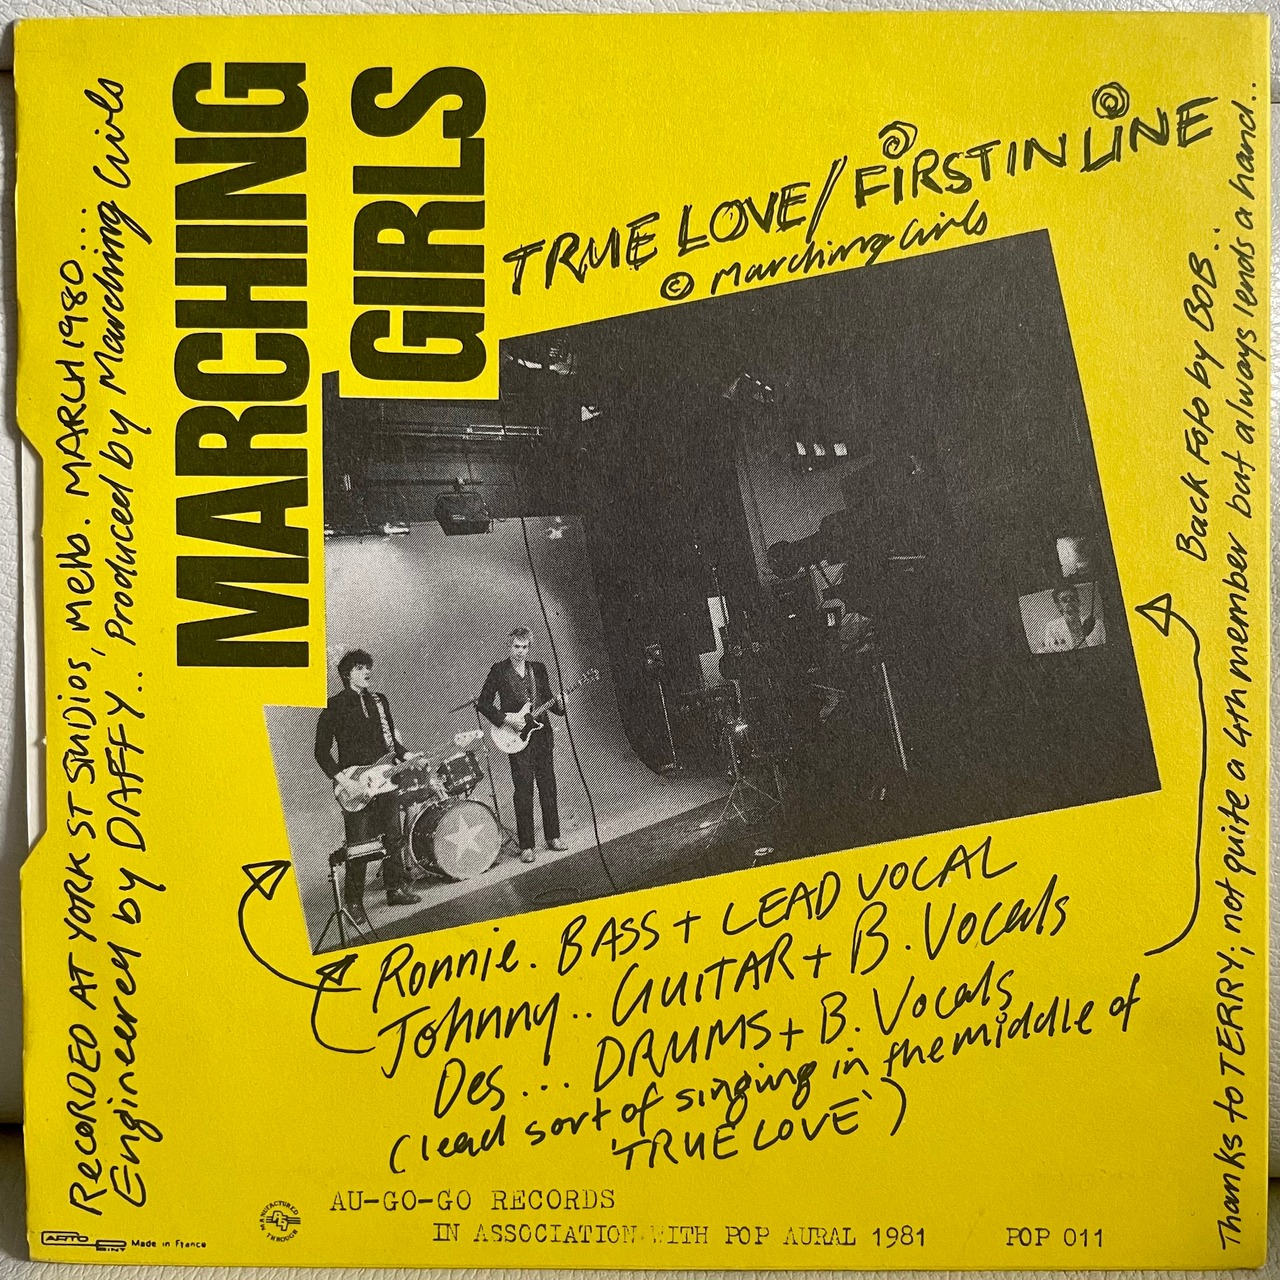 MARCHING
GIRLS
TRUE LOVE/FIRST IN LINE
© Marching Girls
RECORDED AT YORK ST STUDIOS, Melb. MARCH 1980...
Engineered by DAFFY.. Produced by Marching Girls
Back Foto by BOB...
Thanks to TERRY; not quite a 4TH member but always lends a hand..
Ronnie. BASS + LEAD VOCAL
Johnny.. GUITAR + B. Vocals
Des... DRUMS + B. Vocals
(lead sort of singing in the middle of
'TRUE LOVE')
AU-GO-GO RECORDS
IN ASSOCIATION WITH POP AURAL 1981
POP 011
MANUFACTURED
THROUGH
Made in France